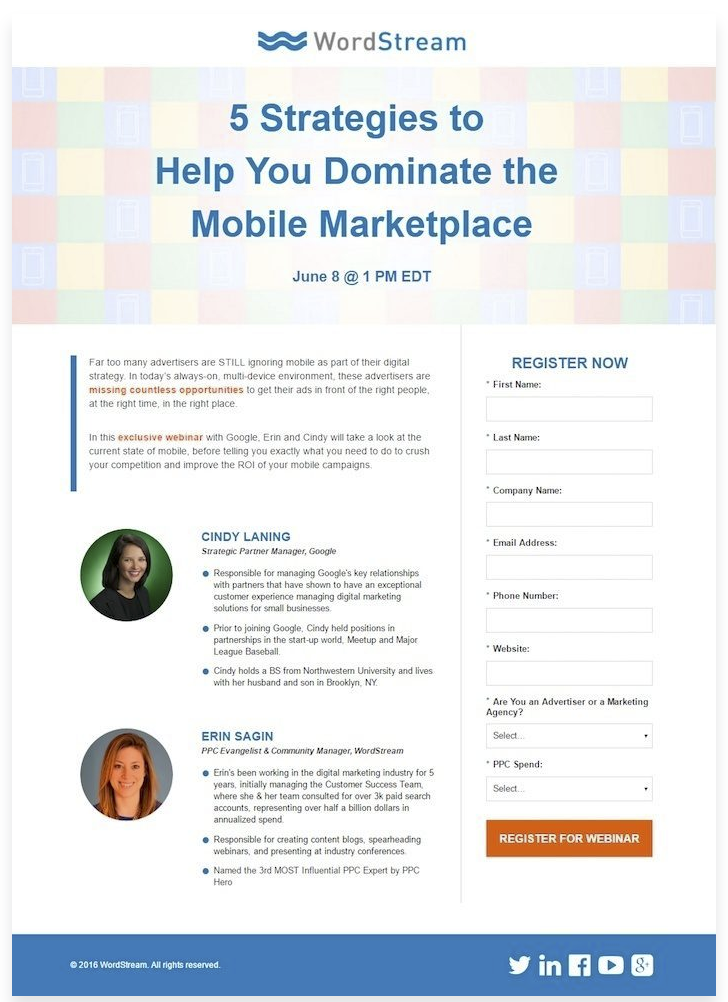 WordStream
5 Strategies to
Help You Dominate the
Mobile Marketplace
June 8 @ 1 PM EDT
Far too many advertisers are STILL ignoring mobile as part of their digital
strategy. In today's always-on, multi-device environment, these advertisers are
missing countless opportunities to get their ads in front of the right people,
at the right time, in the right place.
In this exclusive webinar with Google, Erin and Cindy will take a look at the
current state of mobile, before telling you exactly what you need to do to crush
your competition and improve the ROI of your mobile campaigns.
CINDY LANING
Strategic Partner Manager, Google
Responsible for managing Google's key relationships
with partners that have shown to have an exceptional
customer experience managing digital marketing
solutions for small businesses.
Prior to joining Google, Cindy held positions in
partnerships in the start-up world, Meetup and Major
League Baseball.
Cindy holds a BS from Northwestern University and lives
with her husband and son in Brooklyn, NY.
ERIN SAGIN
PPC Evangelist & Community Manager, WordStream
Erin's been working in the digital marketing industry for 5
years, initially managing the Customer Success Team,
where she & her team consulted for over 3k paid search
accounts, representing over half a billion dollars in
annualized spend.
Responsible for creating content blogs, spearheading
webinars, and presenting at industry conferences.
Named the 3rd MOST Influential PPC Expert by PPC
Hero
REGISTER NOW
* First Name:
* Last Name:
* Company Name:
* Email Address:
* Phone Number:
* Website:
* Are You an Advertiser or a Marketing
Agency?
Select...
* PPC Spend:
Select...
REGISTER FOR WEBINAR
© 2016 WordStream. All rights reserved.